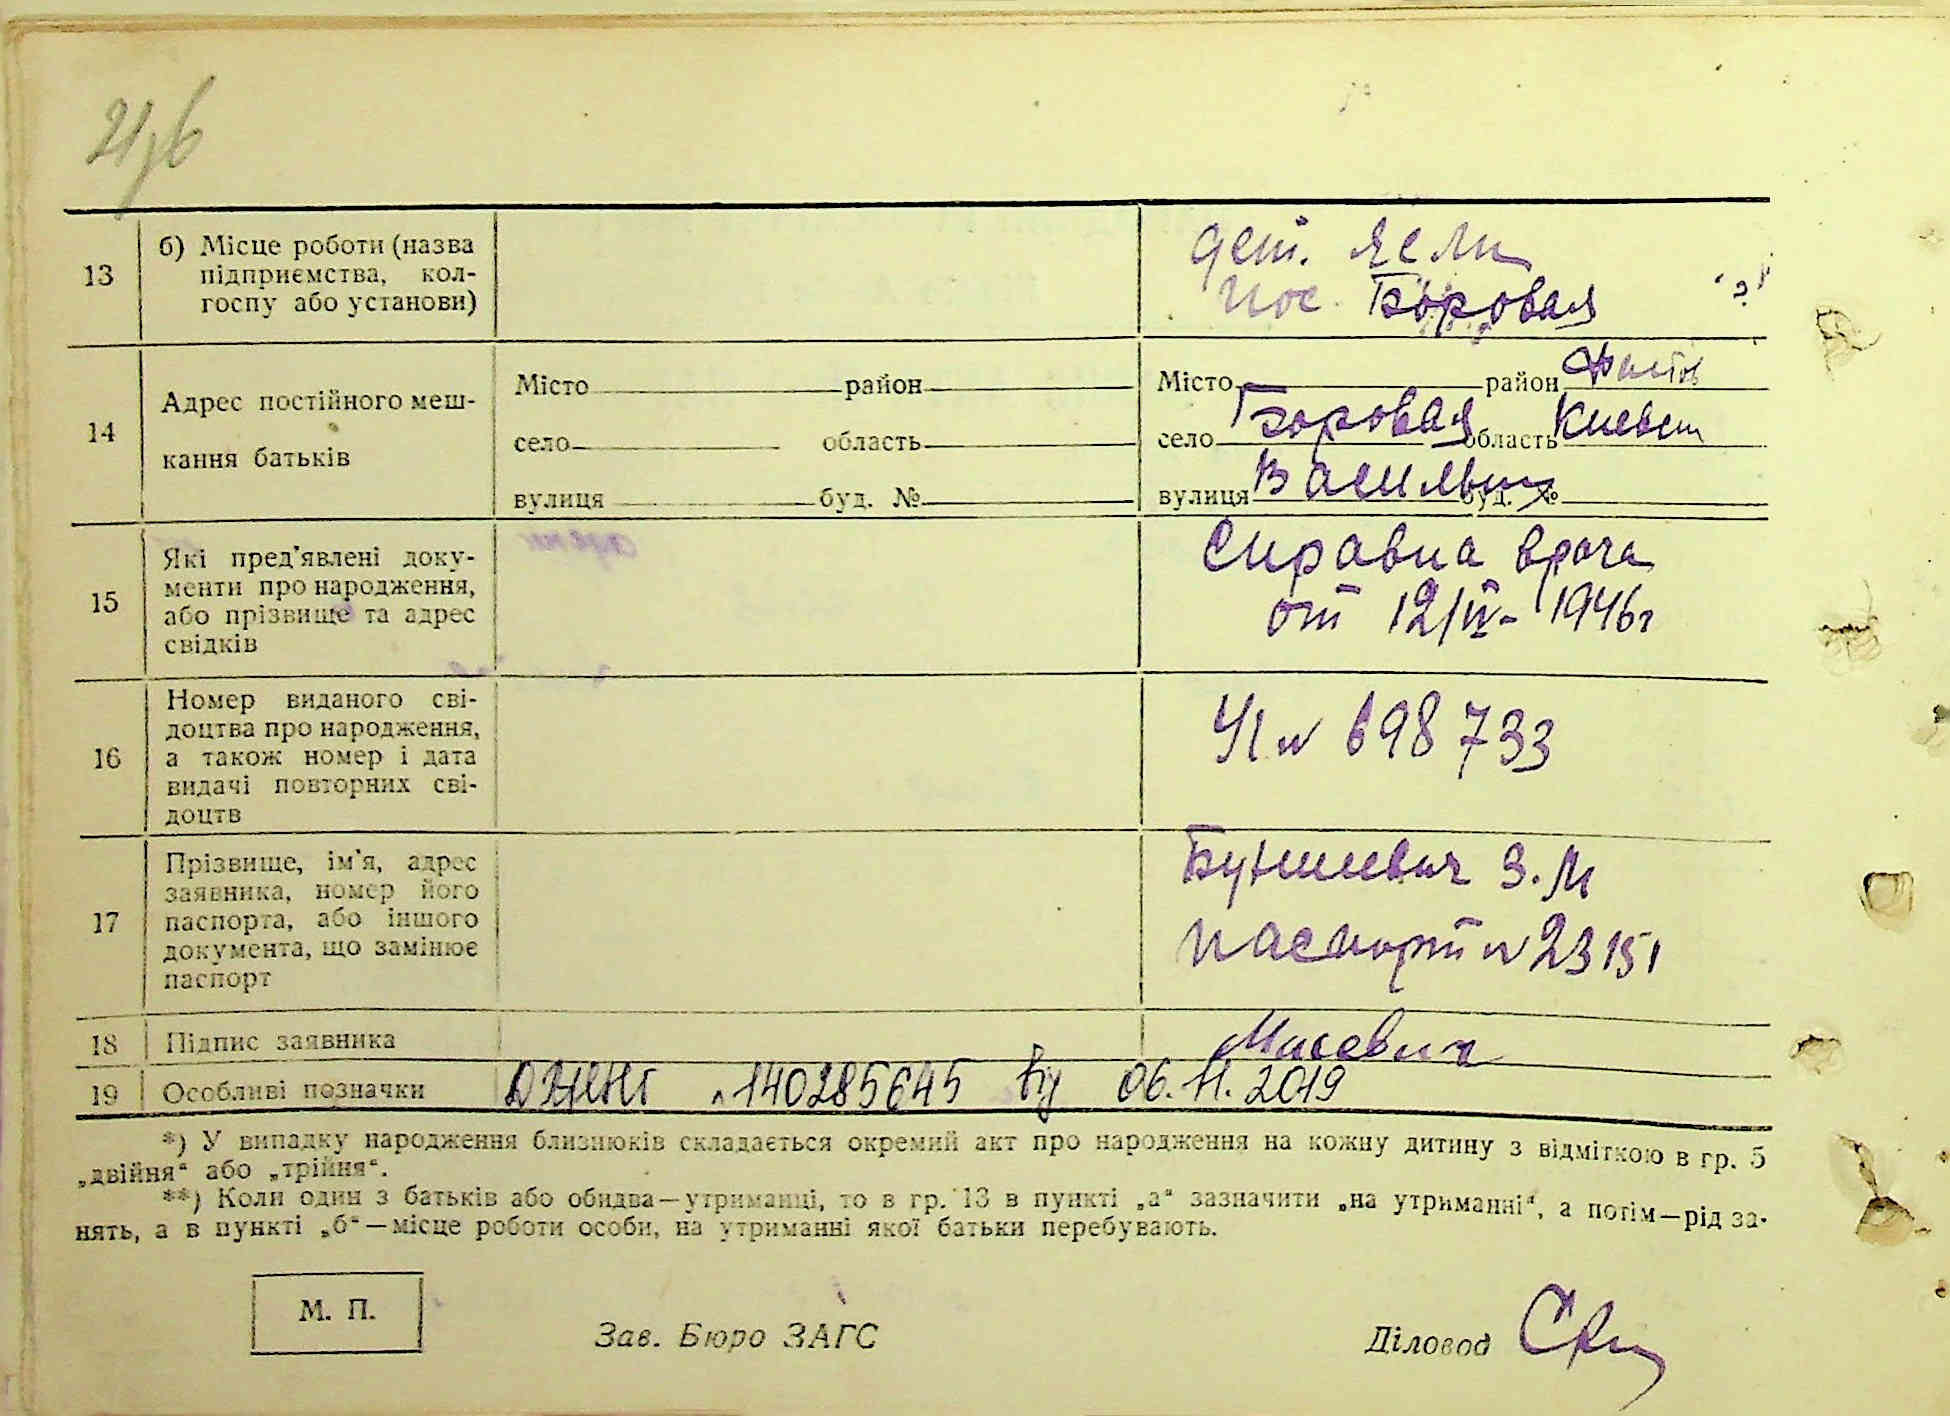 13
б) Місце роботи (назва
підприємства, кол-
госпу або установи)
дет. ясли
пос. Боровая
14
Адрес постійного меш-
кання батьків
Місто район
село область
вулиця буд. №
Місто район Фастов
село Боровая область Киевск
вулиця буд. №
15
Які пред'явлені доку-
менти про народження,
або прізвище та адрес
свідків
Справка врача
от 12/IV- 1946г
16
Номер виданого сві-
доцтва про народження,
а також номер і дата
видачі повторних сві-
доцтв
N 698733
17
Прізвище, ім'я, адрес
заявника, номер його
паспорта, або іншого
документа, що замінює
паспорт
З. М
паспорт N 23151
18
Підпис заявника
19
Особливі позначки
140285645 від 06.11.2019
*) У випадку народження близнюків складається окремий акт про народження на кожну дитину з відміткою в гр. 5
„двійня“ або „трійня“.
**) Коли один з батьків або обидва—утриманці, то в гр. 13 в пункті „а“ зазначити „на утриманні“, а потім—рід за-
нять, а в пункті „б“—місце роботи особи, на утриманні якої батьки перебувають.
М. П.
Зав. Бюро ЗАГС
Діловод